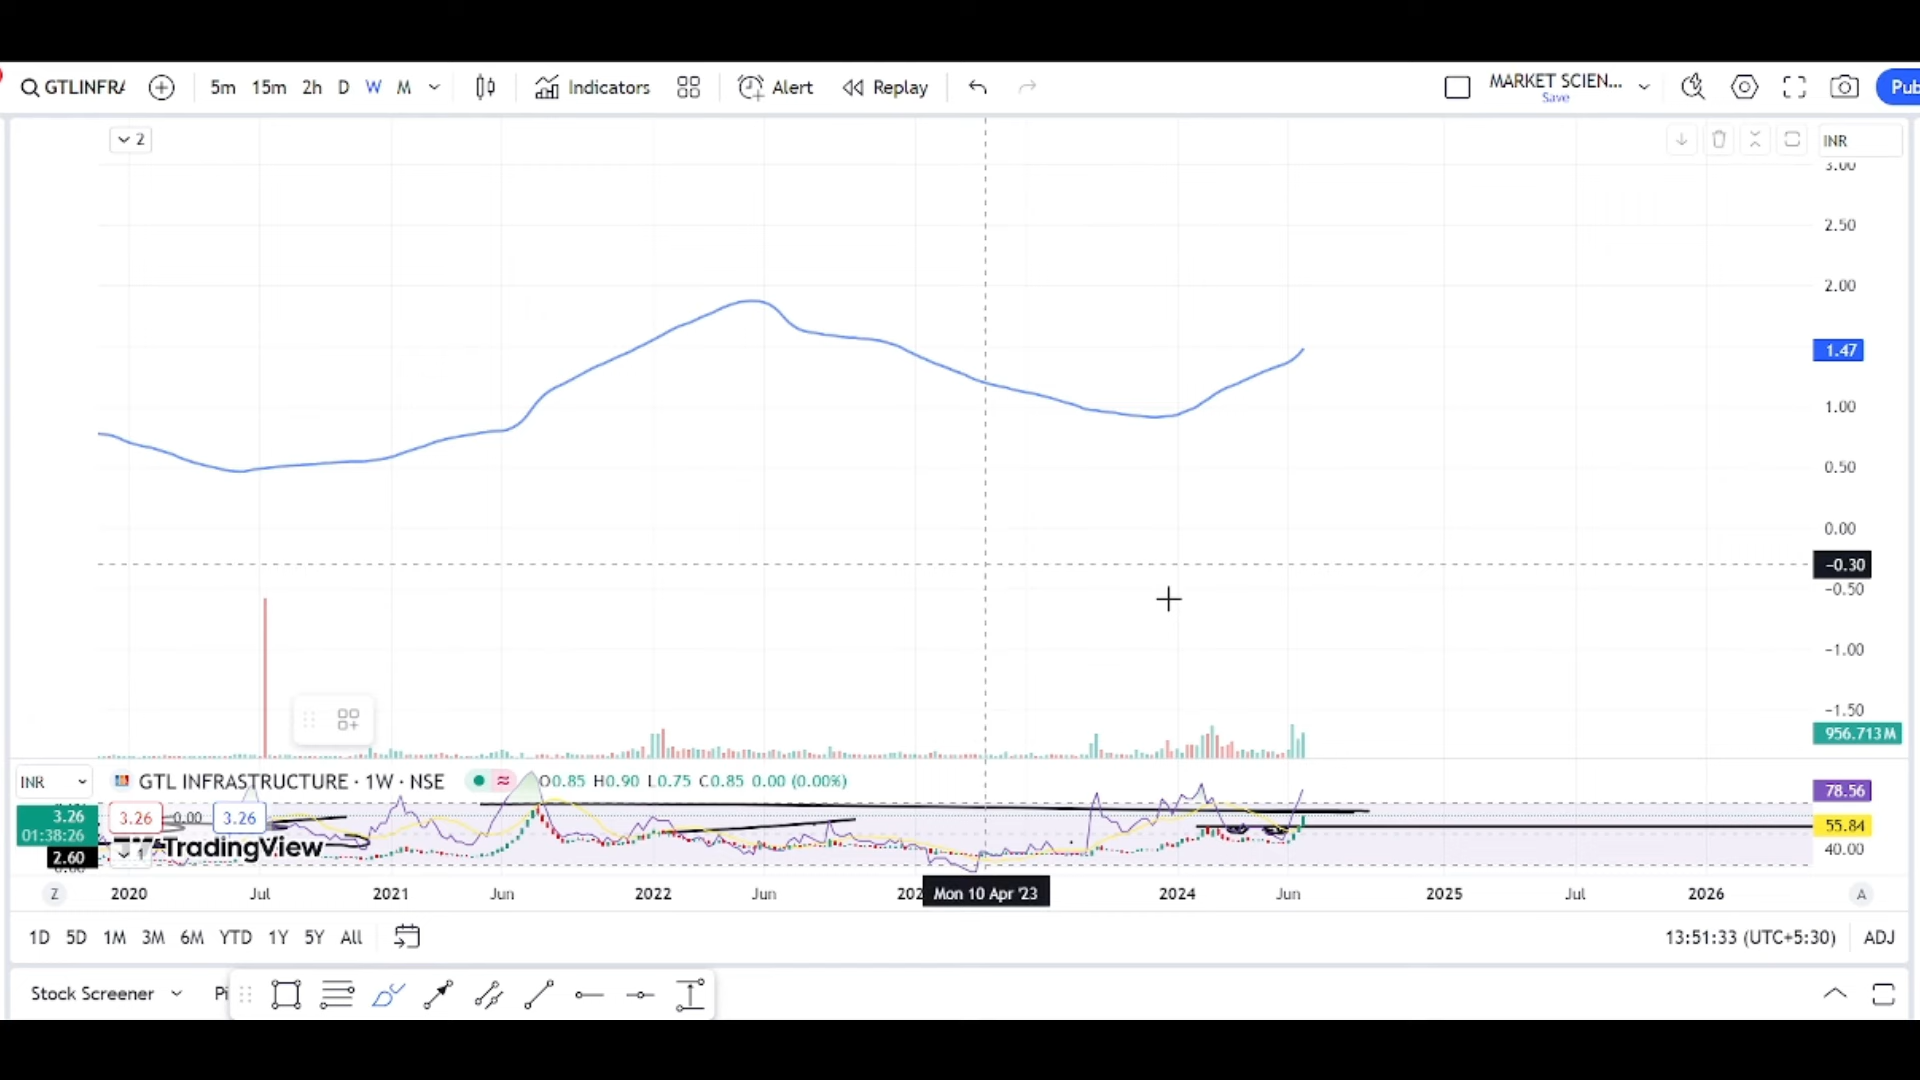 GTLINFRA 5m 15m 2h D W M Indicators Alert Replay MARKET SCIEN... Pub
Save
2 INR
3.00
2.50
2.00
1.47
1.00
0.50
0.00
−0.30
−0.50
−1.00
−1.50
956.713M
INR GTL INFRASTRUCTURE · 1W · NSE O0.85 H0.90 L0.75 C0.85 0.00 (0.00%)
78.56
3.26 3.26 0.00 3.26
01:38:26 55.84
2.60 1 TradingView 40.00
Z 2020 Jul 2021 Jun 2022 Jun 202 Mon 10 Apr '23 2024 Jun 2025 Jul 2026 A
1D 5D 1M 3M 6M YTD 1Y 5Y All 13:51:33 (UTC+5:30) ADJ
Stock Screener Pi